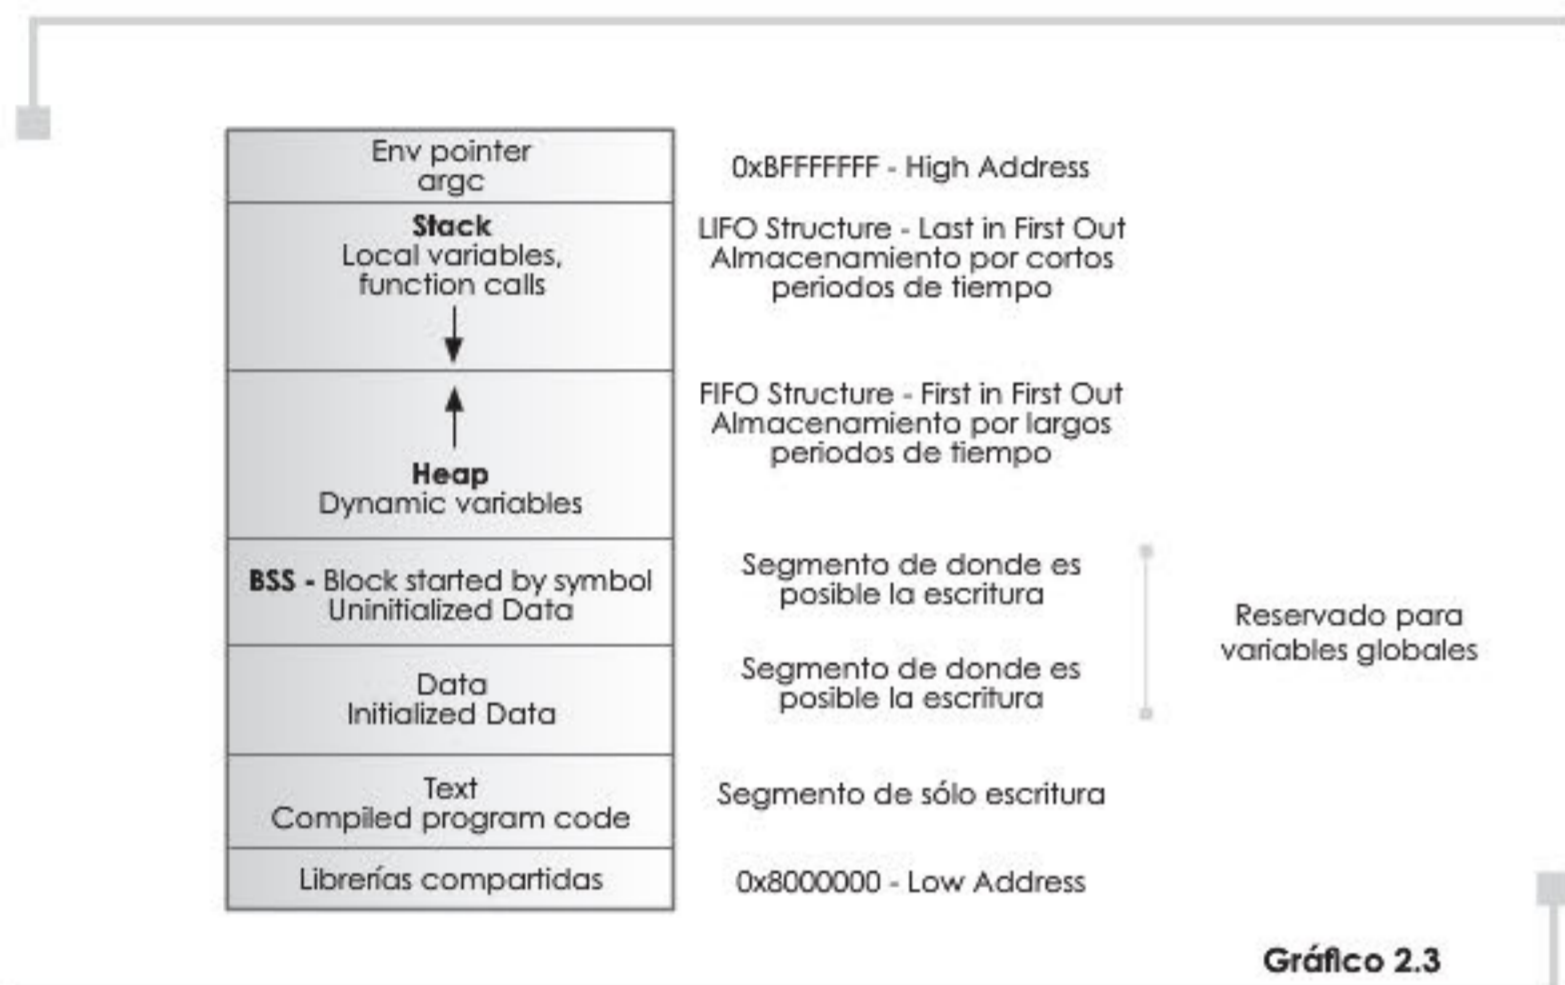 Env pointer
argc
0xBFFFFFFF - High Address
Stack
Local variables,
function calls
LIFO Structure - Last in First Out
Almacenamiento por cortos
periodos de tiempo
FIFO Structure - First in First Out
Almacenamiento por largos
periodos de tiempo
Heap
Dynamic variables
BSS - Block started by symbol
Uninitialized Data
Segmento de donde es
posible la escritura
Data
Initialized Data
Segmento de donde es
posible la escritura
Reservado para
variables globales
Text
Compiled program code
Segmento de sólo escritura
Librerías compartidas
0x8000000 - Low Address
Gráfico 2.3